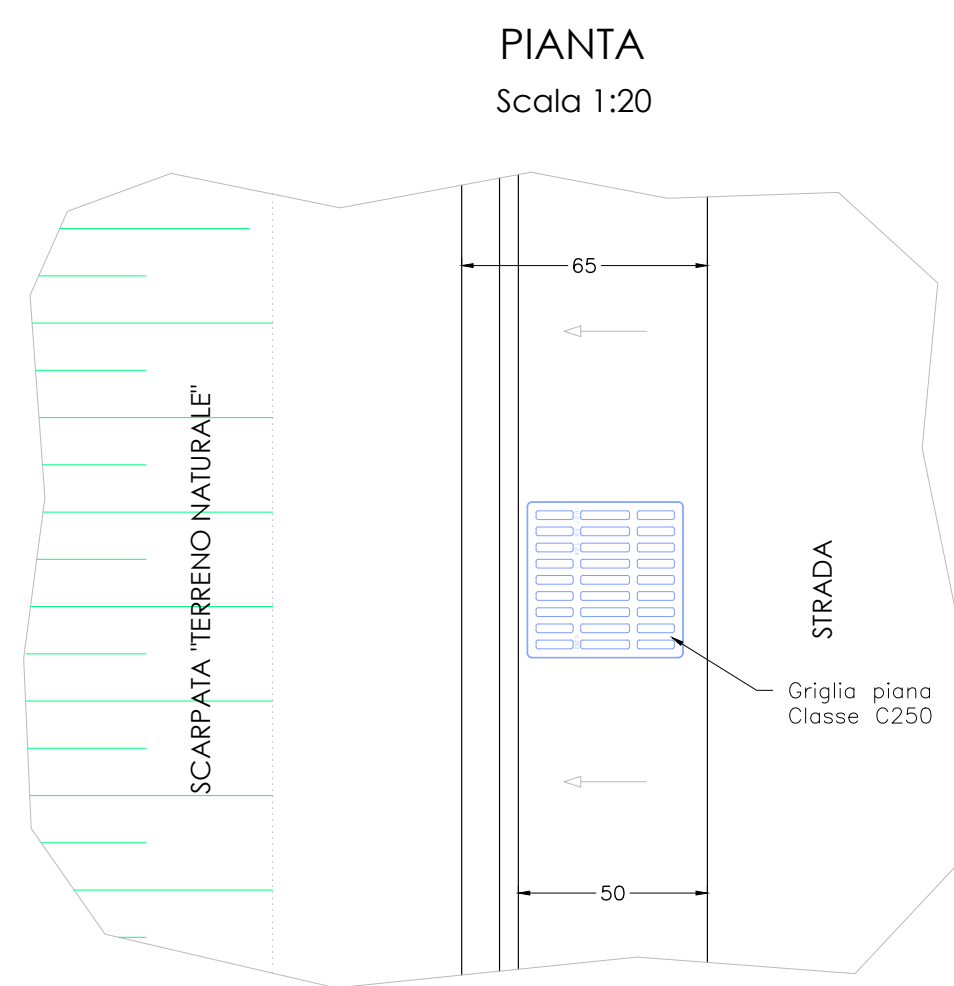 PIANTA
Scala 1:20
65
SCARPATA "TERRENO NATURALE"
STRADA
Griglia piana
Classe C250
50